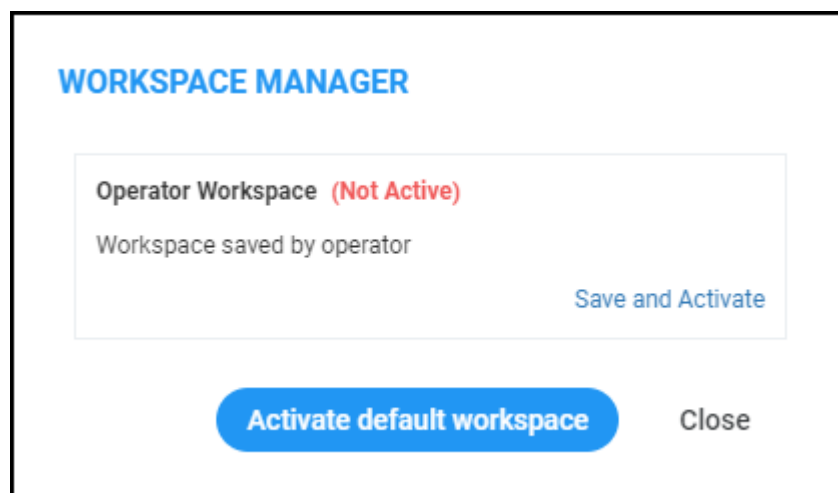 WORKSPACE MANAGER
Operator Workspace (Not Active)
Workspace saved by operator
Save and Activate
Activate default workspace Close